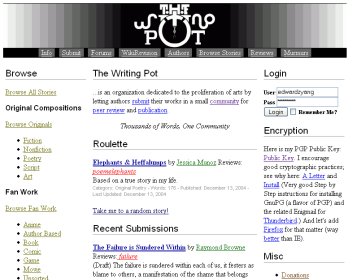 THE
WRITING
POT
Info Submit Forums WikiRevision Authors Browse Stories Reviews Murmurs
Browse
Browse All Stories
Original Compositions
Browse Originals
Fiction
Nonfiction
Poetry
Script
Art
Fan Work
Browse Fan Work
Anime
Author Based
Book
Comic
Game
Movie
The Writing Pot
...is an organization dedicated to the proliferation of arts by
letting authors submit their works in a small community for
peer review and publication.
Thousands of Words, One Community
Roulette
Elephants & Heffalumps by Jessica Munoz Reviews:
poemelephants
Based on a true story in my life.
Category: Original Poetry - Words: 175 - Published: December 13, 2004 -
Last Updated: December 13, 2004
Take me to a random story!
Recent Submissions
The Failure is Sundered Within by Raymond Browne
Reviews: failure
(Draft) The failure is sundered each of us, it festers as
blame to others, a manifestation of the shame that belongs
Login
User edwardzyang
Pass ********
Login Remember Me?
Encryption
Here is my PGP Public Key:
Public Key. I encourage
good cryptographic practices;
see why here: A Letter and
Install (Very good Step by
Step instructions for installing
GnuPG (a flavor of PGP) and
the related Enigmail for
Thunderbird.) And let's add
Firefox for that matter (way
better than IE).
Misc
Donations